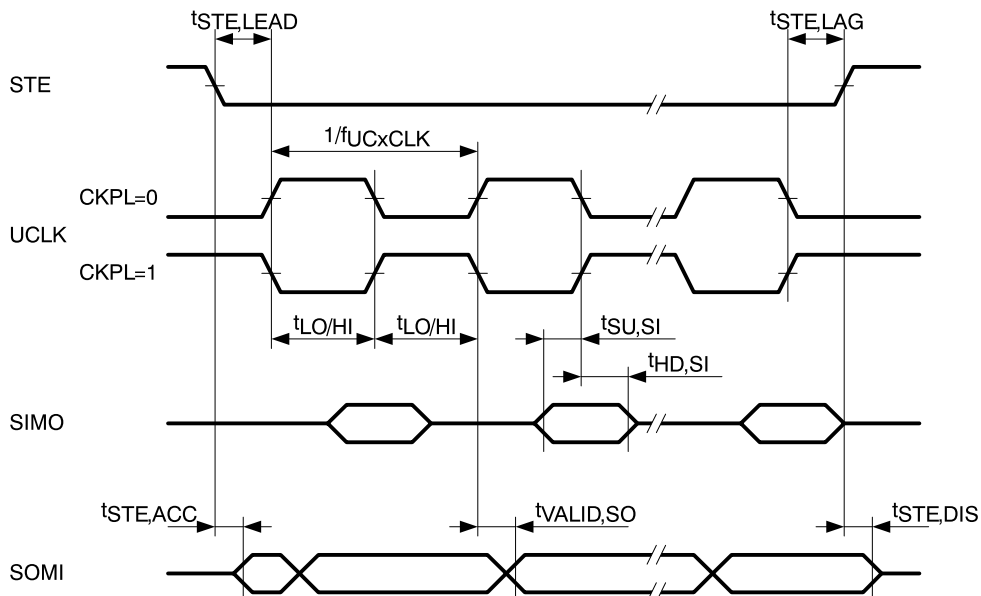 tSTE,LEAD
tSTE,LAG
STE
1/fUCxCLK
CKPL=0
UCLK
CKPL=1
tLO/HI
tLO/HI
tSU,SI
tHD,SI
SIMO
tSTE,ACC
tVALID,SO
tSTE,DIS
SOMI